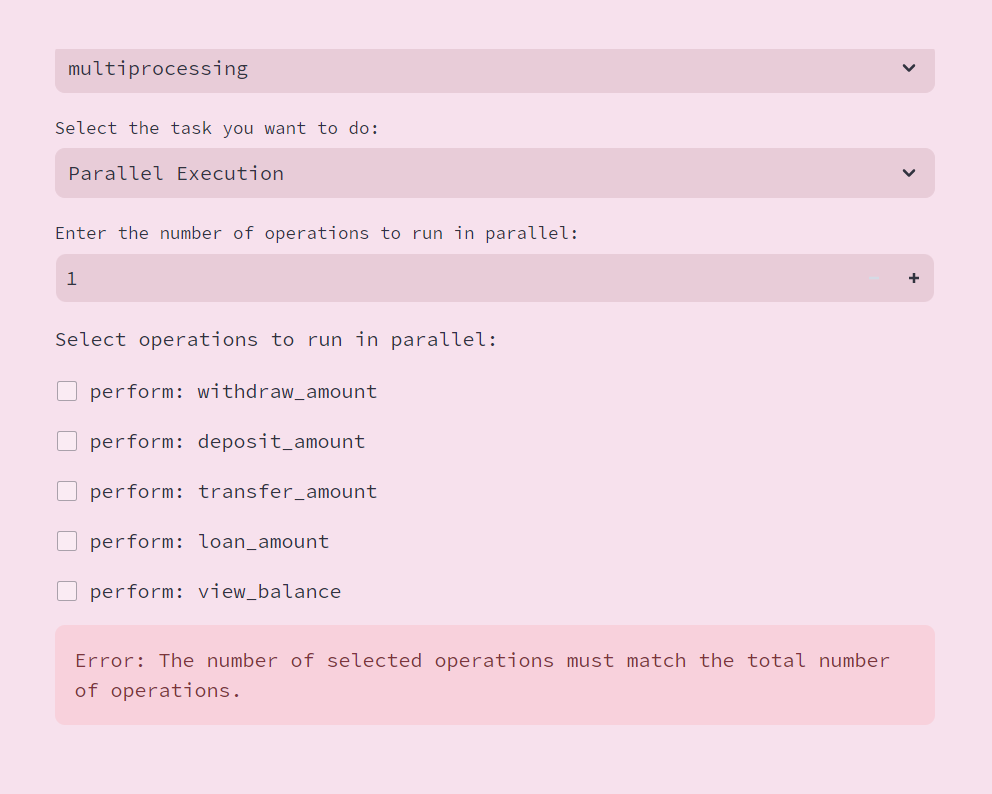 multiprocessing
Select the task you want to do:
Parallel Execution
Enter the number of operations to run in parallel:
1
Select operations to run in parallel:
perform: withdraw_amount
perform: deposit_amount
perform: transfer_amount
perform: loan_amount
perform: view_balance
Error: The number of selected operations must match the total number
of operations.